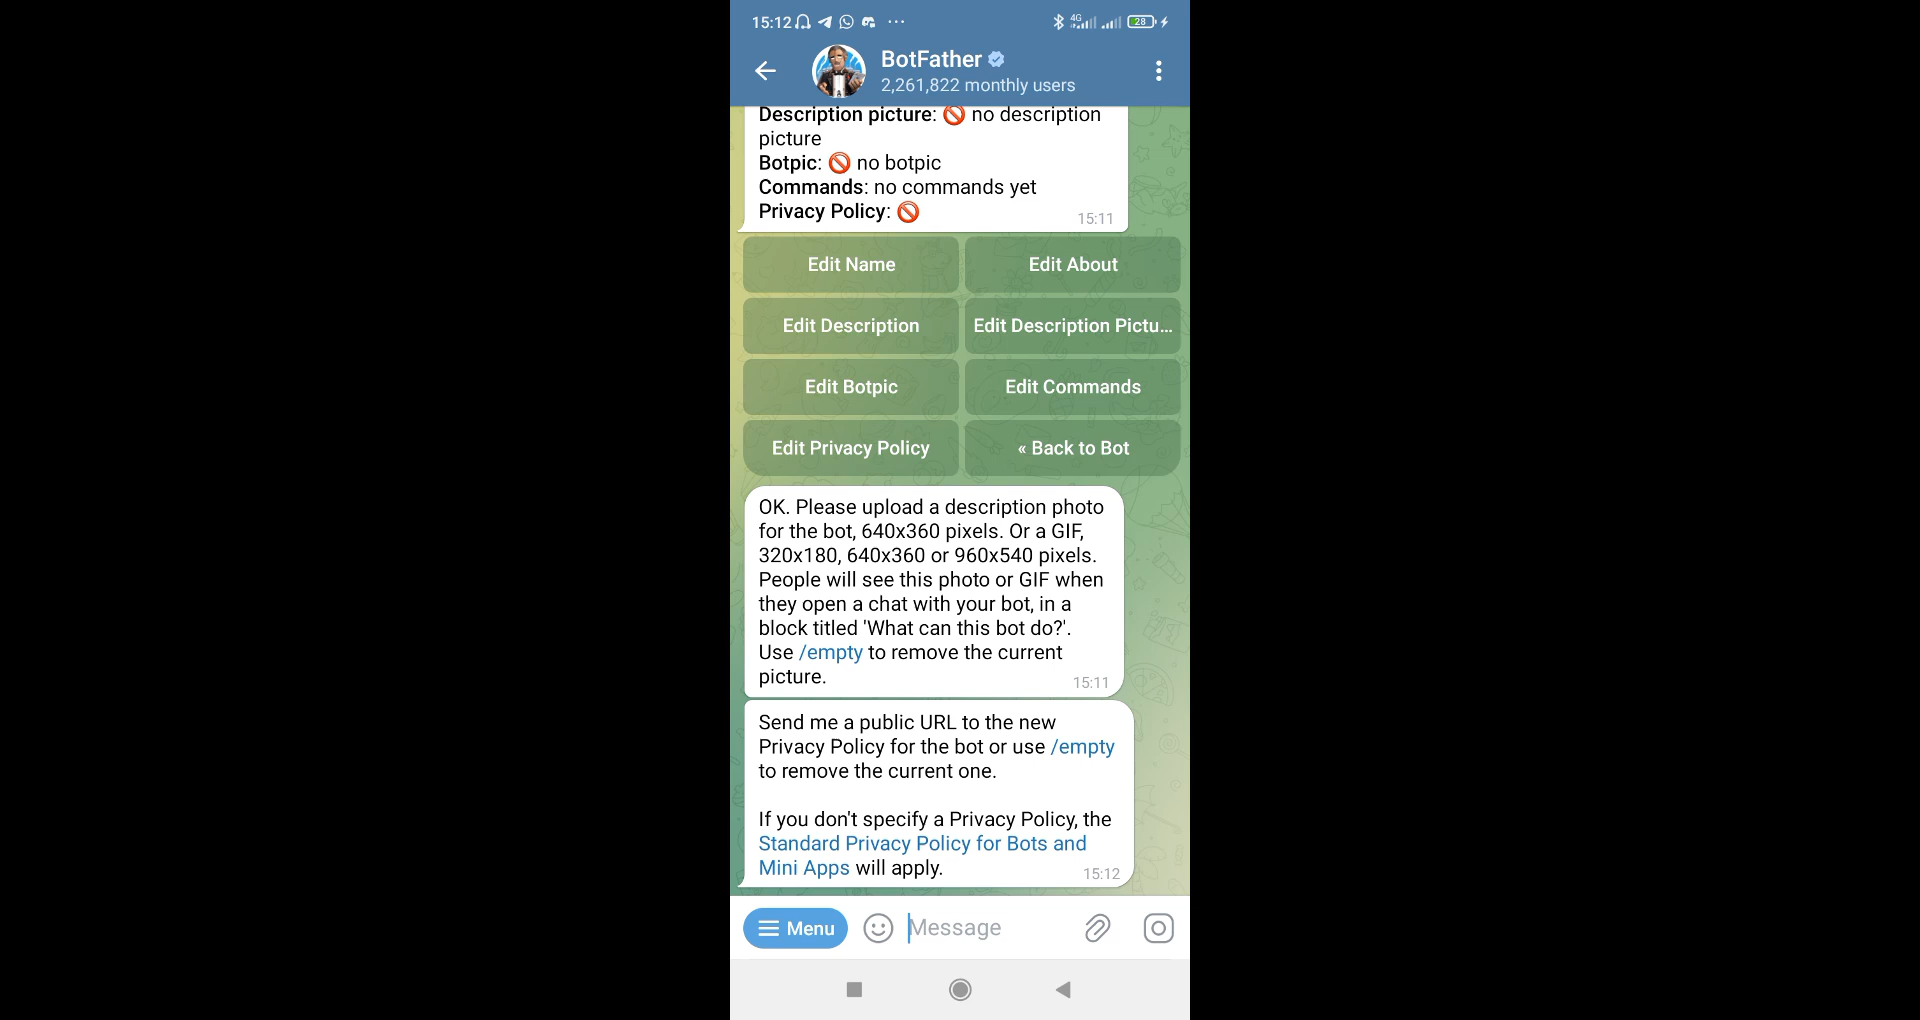 15:12 ... 4G 28
BotFather
2,261,822 monthly users
Description picture: 🚫 no description
picture
Botpic: 🚫 no botpic
Commands: no commands yet
Privacy Policy: 🚫
15:11
Edit Name Edit About
Edit Description Edit Description Pictu...
Edit Botpic Edit Commands
Edit Privacy Policy « Back to Bot
OK. Please upload a description photo
for the bot, 640x360 pixels. Or a GIF,
320x180, 640x360 or 960x540 pixels.
People will see this photo or GIF when
they open a chat with your bot, in a
block titled 'What can this bot do?'.
Use /empty to remove the current
picture.
15:11
Send me a public URL to the new
Privacy Policy for the bot or use /empty
to remove the current one.
If you don't specify a Privacy Policy, the
Standard Privacy Policy for Bots and
Mini Apps will apply.
15:12
Menu Message